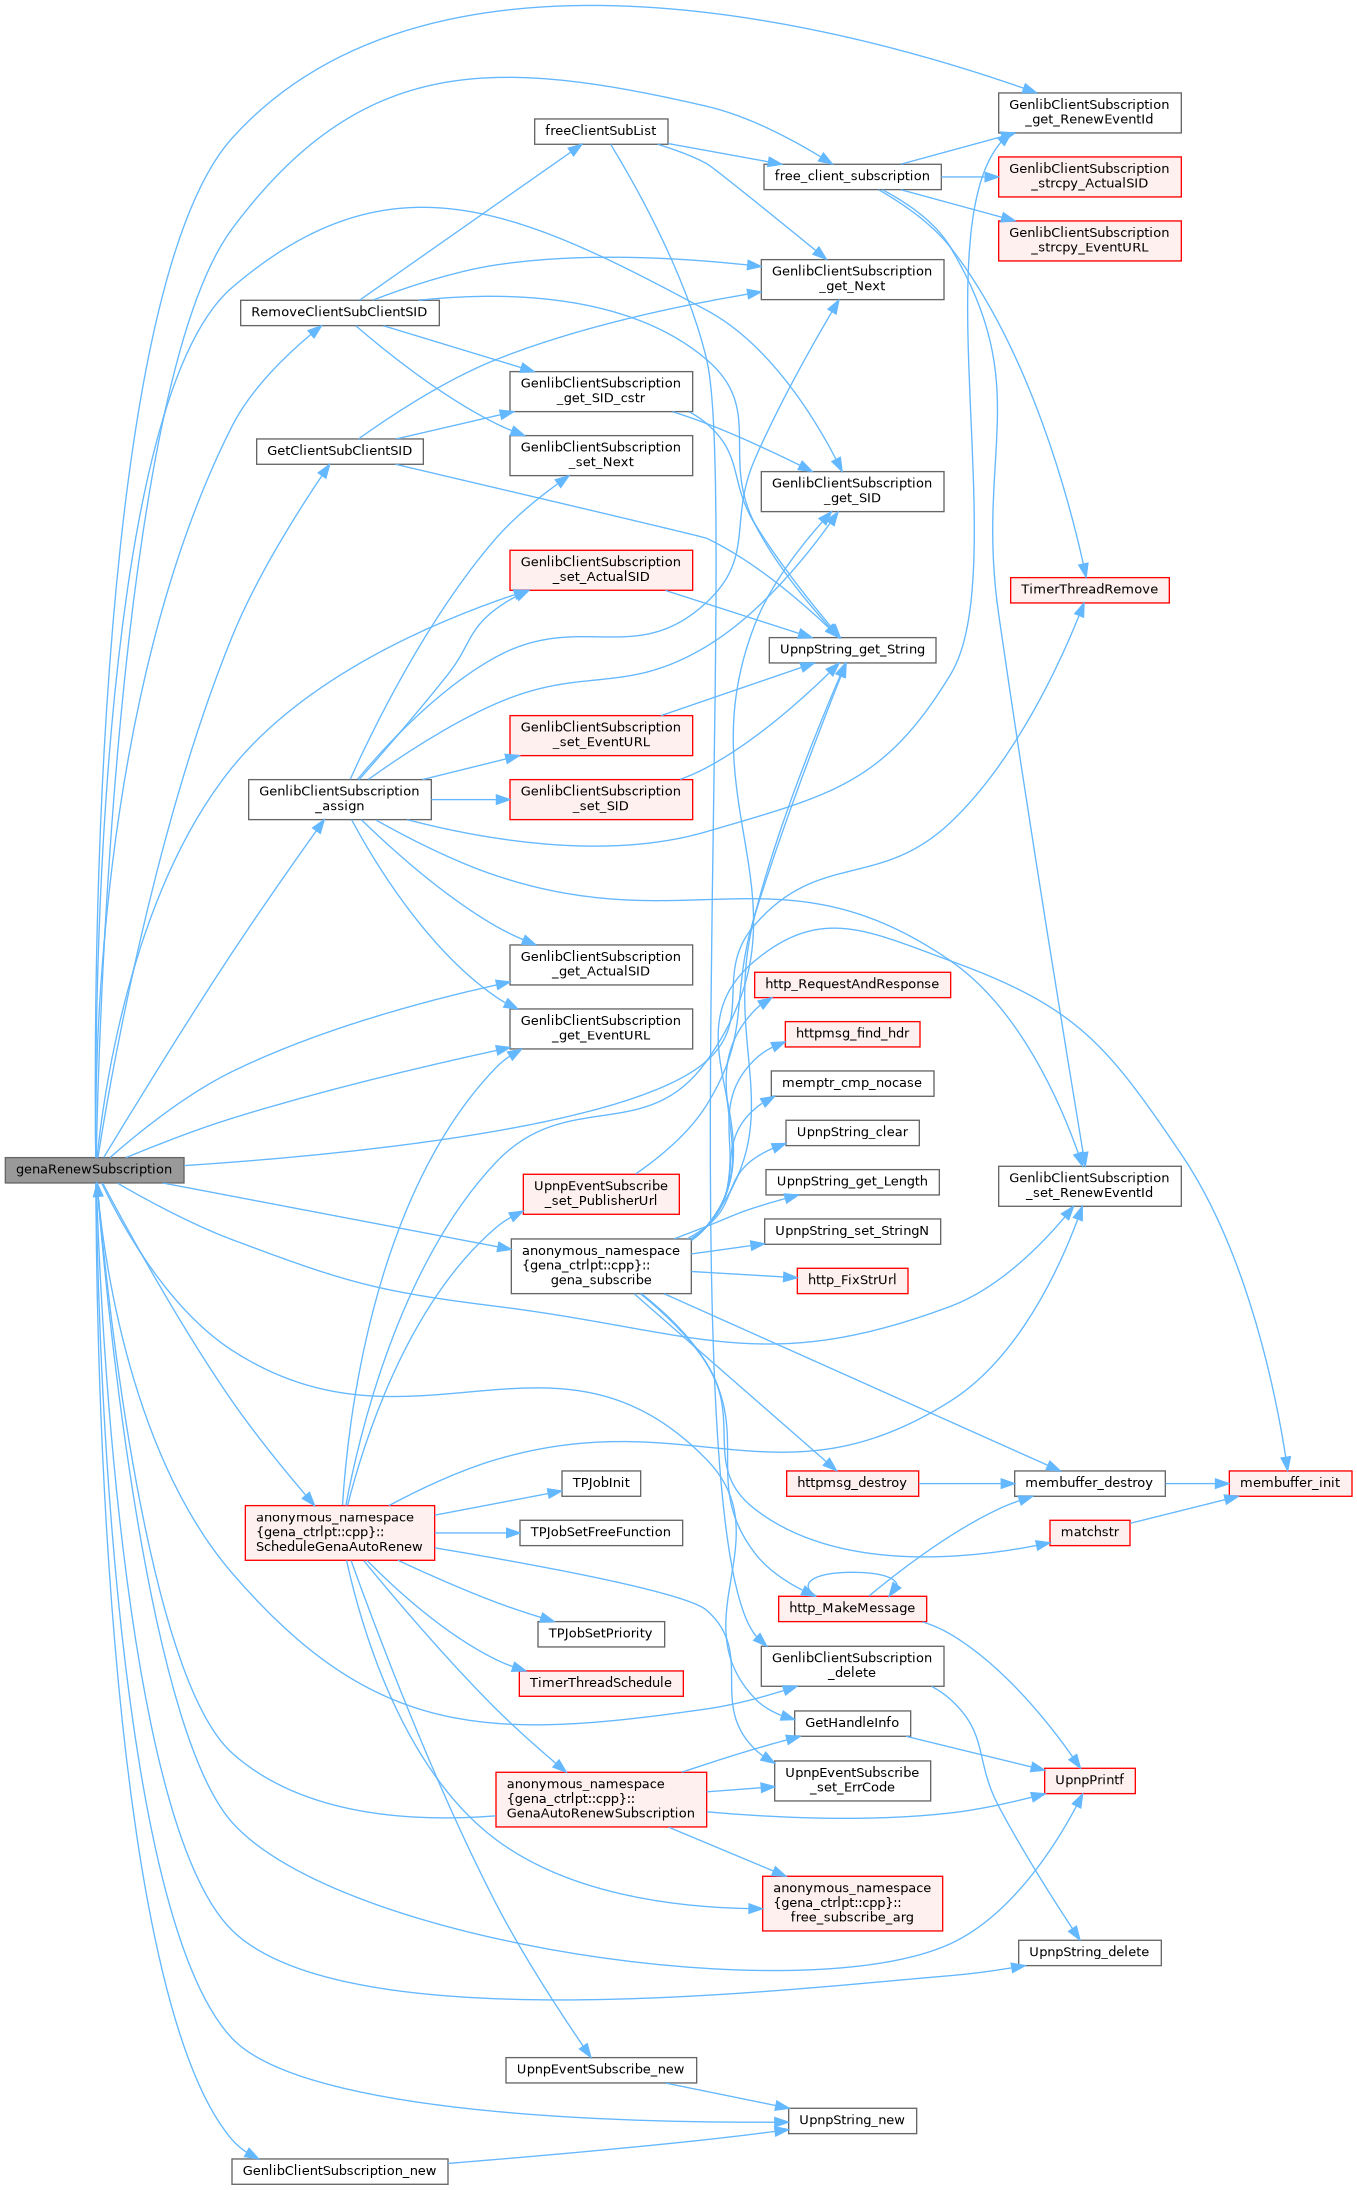 GenlibClientSubscription
_get_RenewEventId
freeClientSubList
free_client_subscription
GenlibClientSubscription
_strcpy_ActualSID
GenlibClientSubscription
_strcpy_EventURL
GenlibClientSubscription
_get_Next
RemoveClientSubClientSID
GenlibClientSubscription
_get_SID_cstr
GetClientSubClientSID
GenlibClientSubscription
_set_Next
GenlibClientSubscription
_get_SID
GenlibClientSubscription
_set_ActualSID
TimerThreadRemove
UpnpString_get_String
GenlibClientSubscription
_set_EventURL
GenlibClientSubscription
_assign
GenlibClientSubscription
_set_SID
GenlibClientSubscription
_get_ActualSID
http_RequestAndResponse
GenlibClientSubscription
_get_EventURL
httpmsg_find_hdr
memptr_cmp_nocase
UpnpString_clear
genaRenewSubscription
UpnpEventSubscribe
_set_PublisherUrl
UpnpString_get_Length
GenlibClientSubscription
_set_RenewEventId
UpnpString_set_StringN
anonymous_namespace
{gena_ctrlpt::cpp}::
gena_subscribe
http_FixStrUrl
TPJobInit
httpmsg_destroy
membuffer_destroy
membuffer_init
anonymous_namespace
{gena_ctrlpt::cpp}::
ScheduleGenaAutoRenew
TPJobSetFreeFunction
matchstr
http_MakeMessage
TPJobSetPriority
GenlibClientSubscription
_delete
TimerThreadSchedule
GetHandleInfo
UpnpEventSubscribe
_set_ErrCode
UpnpPrintf
anonymous_namespace
{gena_ctrlpt::cpp}::
GenaAutoRenewSubscription
anonymous_namespace
{gena_ctrlpt::cpp}::
free_subscribe_arg
UpnpString_delete
UpnpEventSubscribe_new
UpnpString_new
GenlibClientSubscription_new